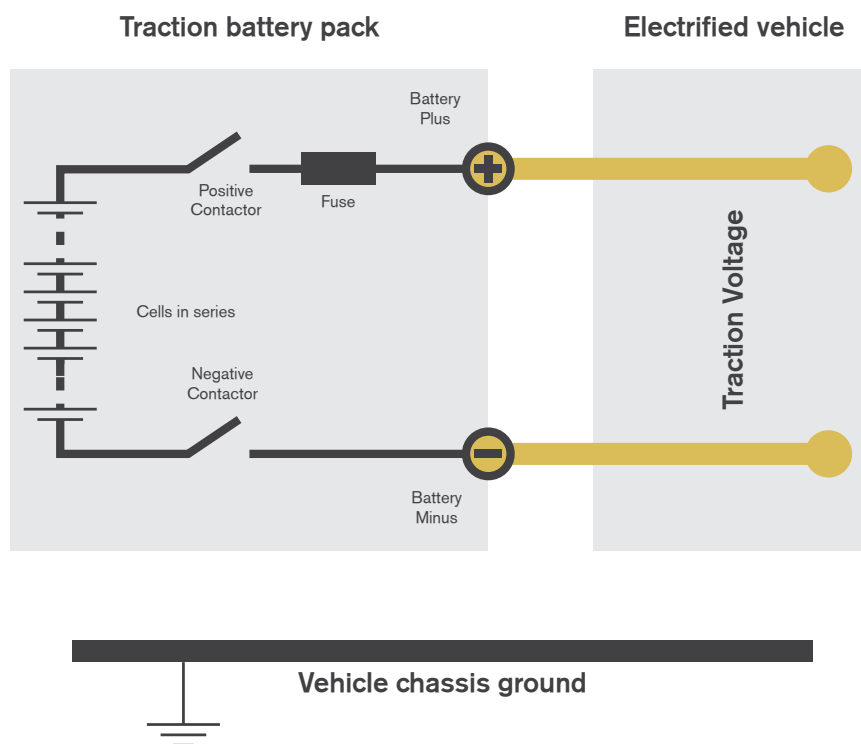 Traction battery pack
Electrified vehicle
Battery
Plus
Positive
Contactor
Fuse
Cells in series
Traction Voltage
Negative
Contactor
Battery
Minus
Vehicle chassis ground